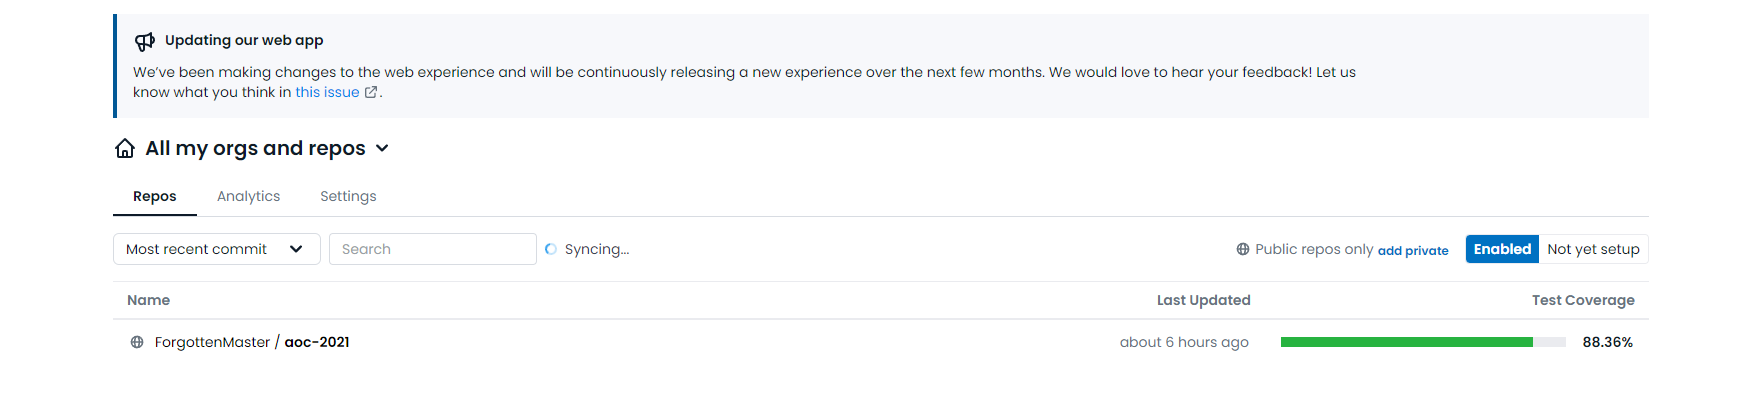 Updating our web app
We’ve been making changes to the web experience and will be continuously releasing a new experience over the next few months. We would love to hear your feedback! Let us
know what you think in this issue.
All my orgs and repos
Repos Analytics Settings
Most recent commit Search Syncing... Public repos only add private Enabled Not yet setup
Name Last Updated Test Coverage
ForgottenMaster / aoc-2021 about 6 hours ago 88.36%